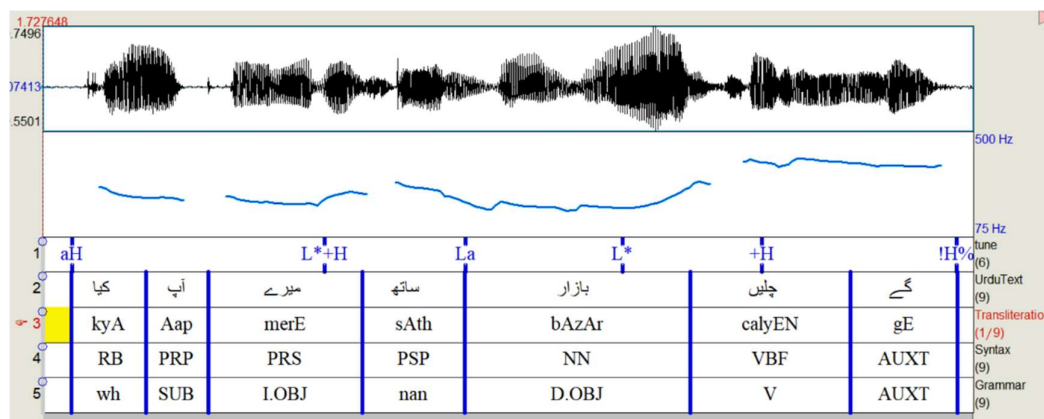 1.727648
.7496
07413
.5501
500 Hz
75 Hz
1 aH L*+H La L* +H !H% tune (6)
2 کیا آپ میرے ساتھ بازار چلیں گے UrduText (9)
3 kyA Aap merE sAth bAzAr calyEN gE Transliteratio (1/9)
4 RB PRP PRS PSP NN VBF AUXT Syntax (9)
5 wh SUB I.OBJ nan D.OBJ V AUXT Grammar (9)